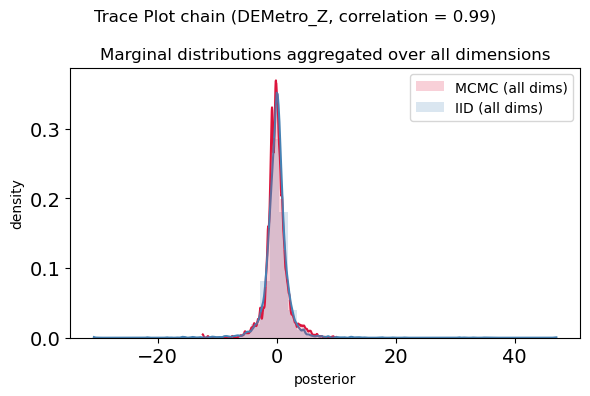 Trace Plot chain (DEMetro_Z, correlation = 0.99)
Marginal distributions aggregated over all dimensions
MCMC (all dims)
IID (all dims)
density
0.3
0.2
0.1
0.0
−20
0
20
40
posterior